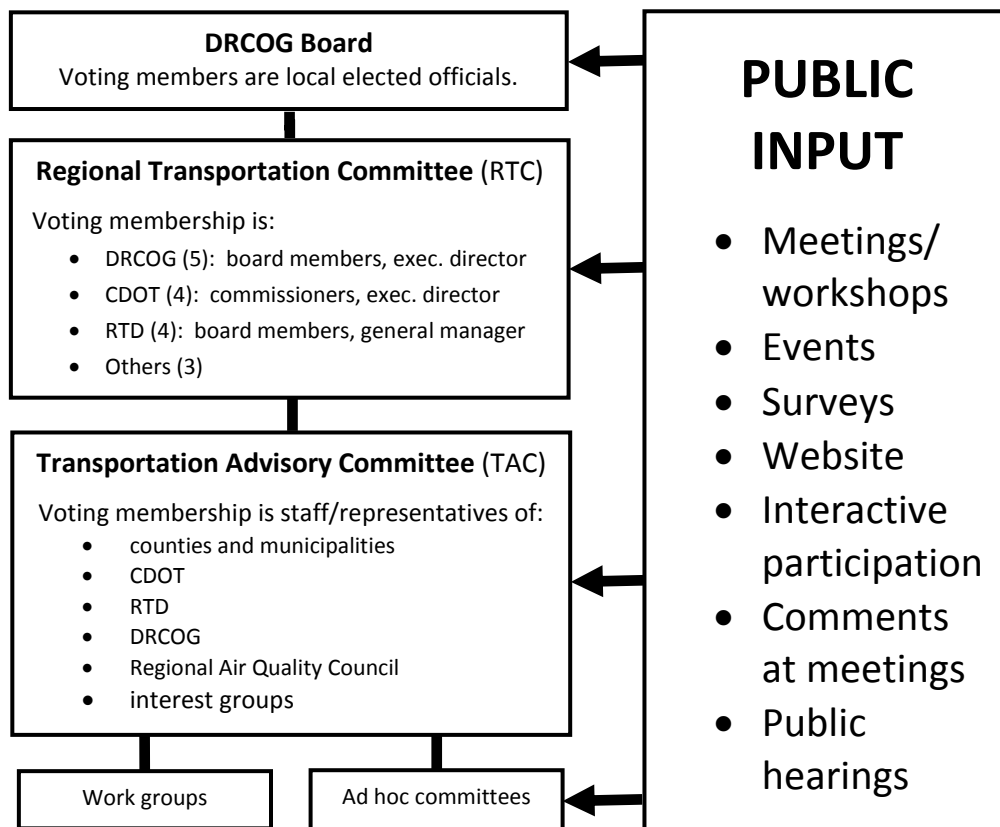 DRCOG Board
Voting members are local elected officials.
Regional Transportation Committee (RTC)
Voting membership is:
• DRCOG (5): board members, exec. director
• CDOT (4): commissioners, exec. director
• RTD (4): board members, general manager
• Others (3)
Transportation Advisory Committee (TAC)
Voting membership is staff/representatives of:
• counties and municipalities
• CDOT
• RTD
• DRCOG
• Regional Air Quality Council
• interest groups
Work groups
Ad hoc committees
PUBLIC
INPUT
• Meetings/
workshops
• Events
• Surveys
• Website
• Interactive
participation
• Comments
at meetings
• Public
hearings